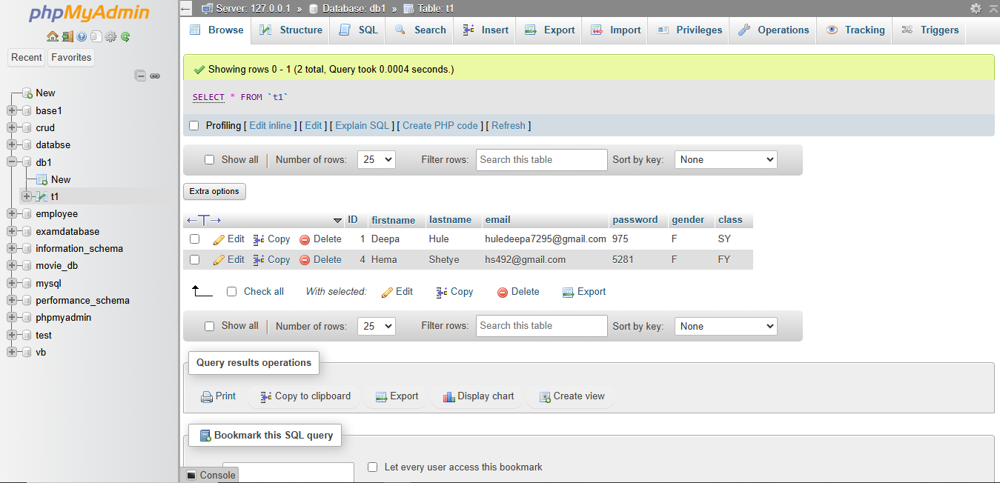 phpMyAdmin
Recent Favorites
New
base1
crud
databse
db1
New
t1
employee
examdatabase
information_schema
movie_db
mysql
performance_schema
phpmyadmin
test
vb
Server: 127.0.0.1 » Database: db1 » Table: t1
Browse Structure SQL Search Insert Export Import Privileges Operations Tracking Triggers
Showing rows 0 - 1 (2 total, Query took 0.0004 seconds.)
SELECT * FROM `t1`
Profiling [ Edit inline ] [ Edit ] [ Explain SQL ] [ Create PHP code ] [ Refresh ]
Show all Number of rows: 25 Filter rows: Search this table Sort by key: None
Extra options
ID firstname lastname email password gender class
Edit Copy Delete 1 Deepa Hule huledeepa7295@gmail.com 975 F SY
Edit Copy Delete 4 Hema Shetye hs492@gmail.com 5281 F FY
Check all With selected: Edit Copy Delete Export
Show all Number of rows: 25 Filter rows: Search this table Sort by key: None
Query results operations
Print Copy to clipboard Export Display chart Create view
Bookmark this SQL query
Let every user access this bookmark
Console